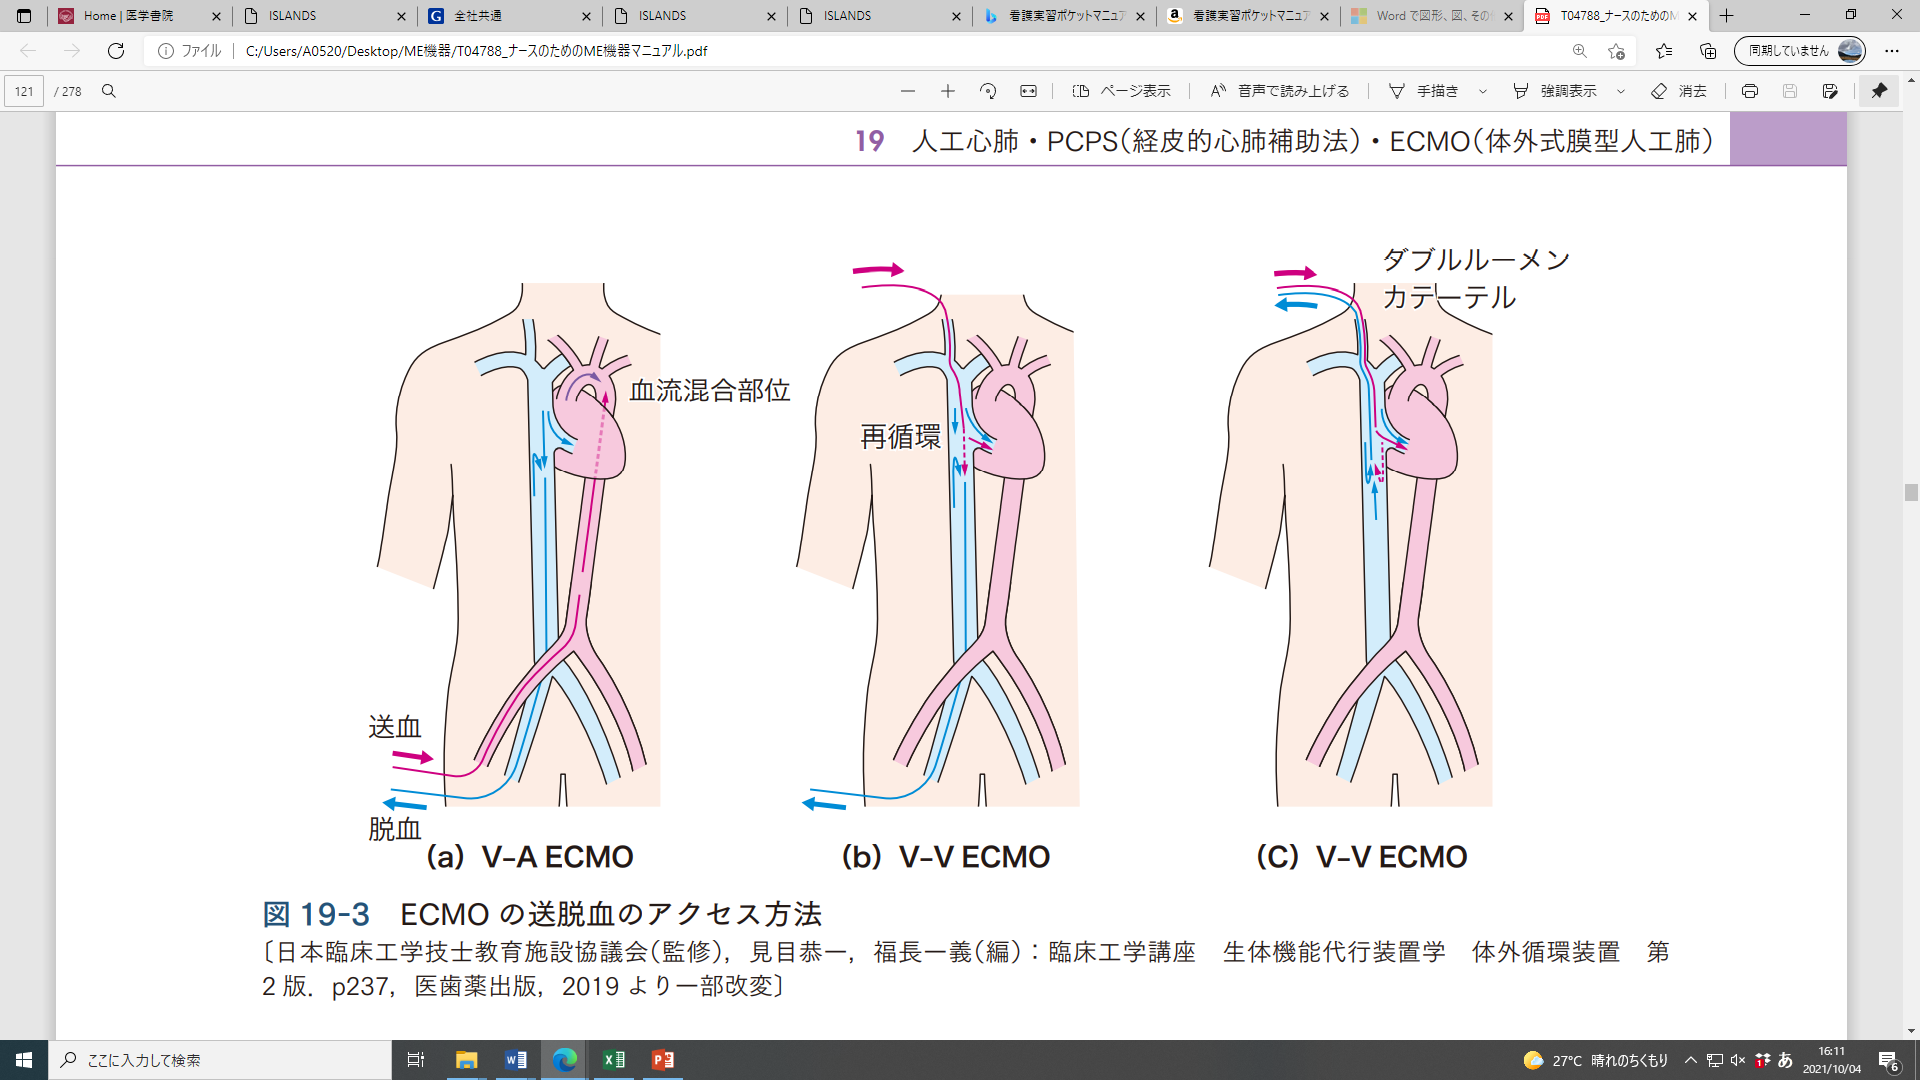 Home | 医学書院
ISLANDS
全社共通
ISLANDS
ISLANDS
看護実習ポケットマニュア
看護実習ポケットマニュア
Word で図形、図、その
T04788_ナースのためのM
ファイル
C:/Users/A0520/Desktop/ME機器/T04788_ナースのためのME機器マニュアル.pdf
同期していません
121 / 278
ページ表示
音声で読み上げる
手描き
強調表示
消去
19 人工心肺・PCPS(経皮的心肺補助法)・ECMO(体外式膜型人工肺)
ダブルルーメン
カテーテル
血流混合部位
再循環
送血
脱血
(a) V-A ECMO
(b) V-V ECMO
(C) V-V ECMO
図 19-3 ECMO の送脱血のアクセス方法
〔日本臨床工学技士教育施設協議会(監修), 見目恭一, 福長一義(編):臨床工学講座 生体機能代行装置学 体外循環装置 第
2 版. p237, 医歯薬出版, 2019 より一部改変〕
ここに入力して検索
27°C 晴れのちくもり
あ
16:11
2021/10/04
6